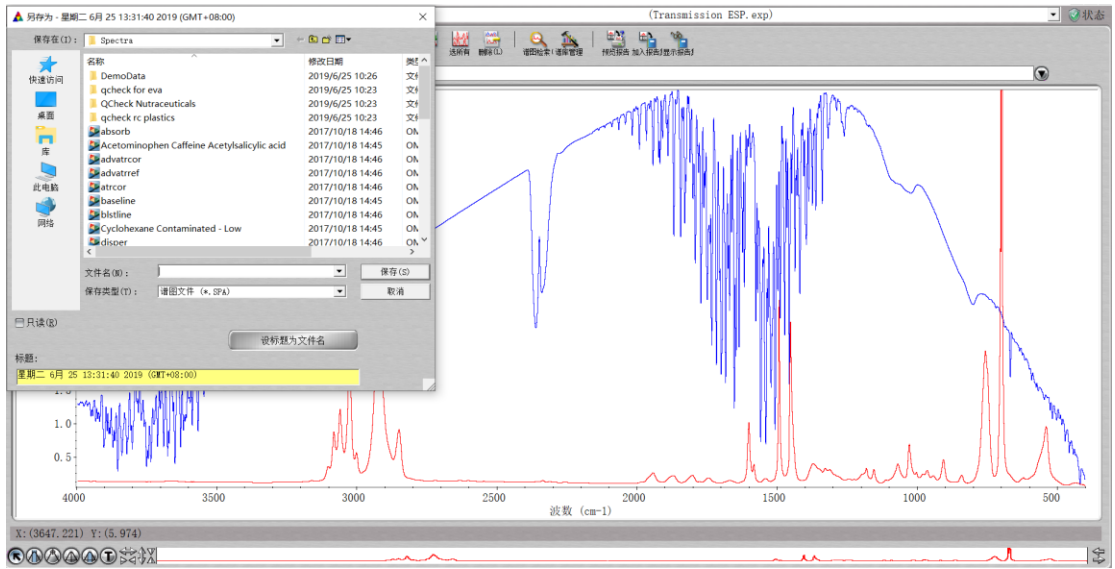 另存为 - 星期二 6月 25 13:31:40 2019 (GMT+08:00)
(Transmission ESP.exp)
状态
保存在(I):
Spectra
选所有
删除(L)
谱图检索
谱库管理
预览报告
加入报告
显示报告
快速访问
桌面
库
此电脑
网络
名称 修改日期
DemoData 2019/6/25 10:26
qcheck for eva 2019/6/25 10:23
QCheck Nutraceuticals 2019/6/25 10:23
qcheck rc plastics 2019/6/25 10:23
absorb 2017/10/18 14:46
Acetominophen Caffeine Acetylsalicylic acid 2017/10/18 14:45
advatrcor 2017/10/18 14:46
advatrref 2017/10/18 14:46
atrcor 2017/10/18 14:46
baseline 2017/10/18 14:45
blstline 2017/10/18 14:46
Cyclohexane Contaminated - Low 2017/10/18 14:45
disper 2017/10/18 14:46
文件名(N):
保存(S)
保存类型(T):
谱图文件 (*.SPA)
取消
只读(R)
设标题为文件名
标题:
星期二 6月 25 13:31:40 2019 (GMT+08:00)
1.0
0.5
4000 3500 3000 2500 2000 1500 1000 500
波数 (cm-1)
X:(3647.221) Y:(5.974)
T